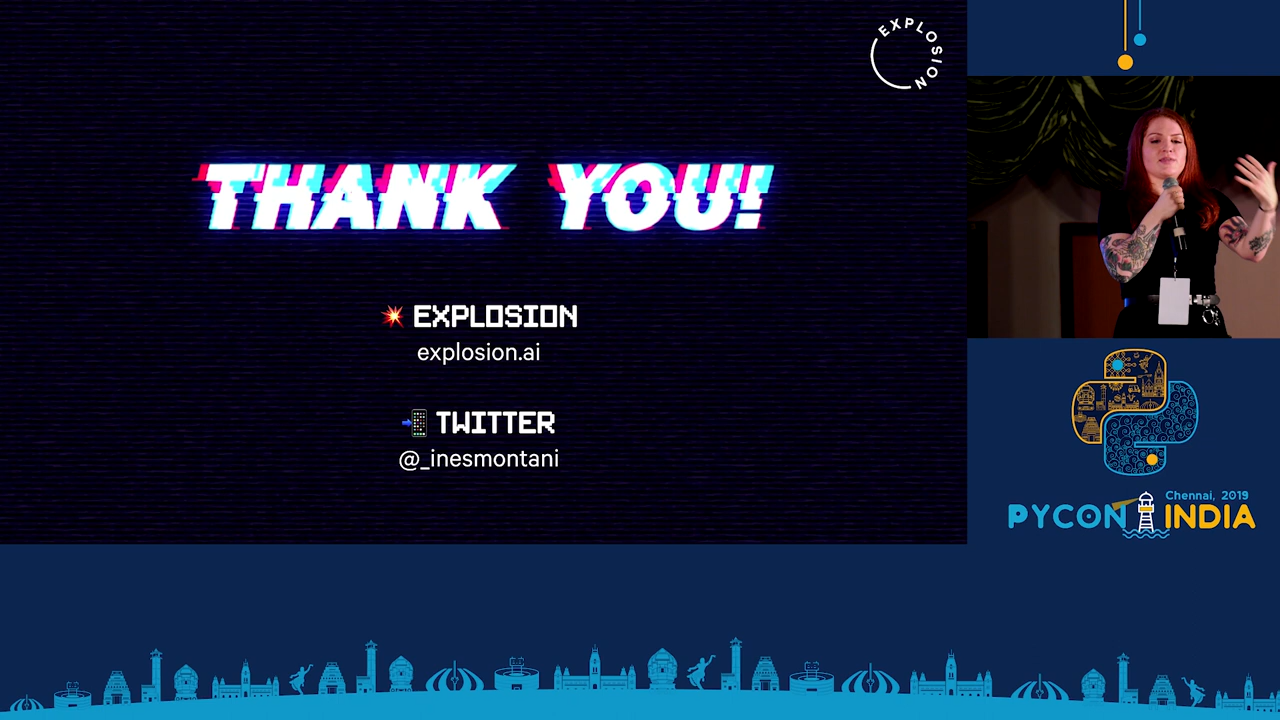 EXPLOSION
THANK YOU!
💥 EXPLOSION
explosion.ai
📲 TWITTER
@_inesmontani
Chennai, 2019
PYCON INDIA